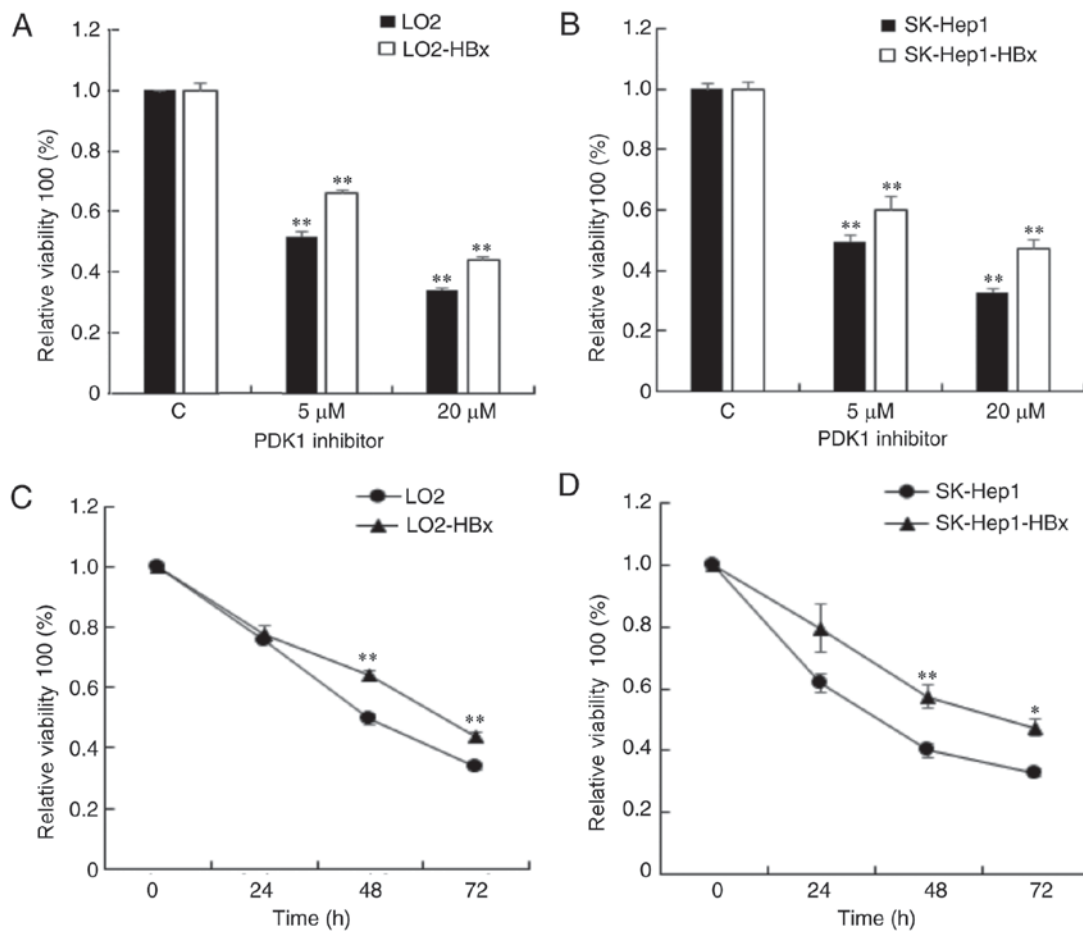 A
LO2
LO2-HBx
Relative viability 100 (%)
1.2
1.0
0.8
0.6
0.4
0.2
0
**
**
**
**
C
5 μM
20 μM
PDK1 inhibitor
B
SK-Hep1
SK-Hep1-HBx
Relative viability100 (%)
1.2
1.0
0.8
0.6
0.4
0.2
0
**
**
**
**
C
5 μM
20 μM
PDK1 inhibitor
C
LO2
LO2-HBx
Relative viability 100 (%)
1.2
1.0
0.8
0.6
0.4
0.2
0
**
**
0
24
48
72
Time (h)
D
SK-Hep1
SK-Hep1-HBx
Relative viability 100 (%)
1.2
1.0
0.8
0.6
0.4
0.2
0
**
*
0
24
48
72
Time (h)